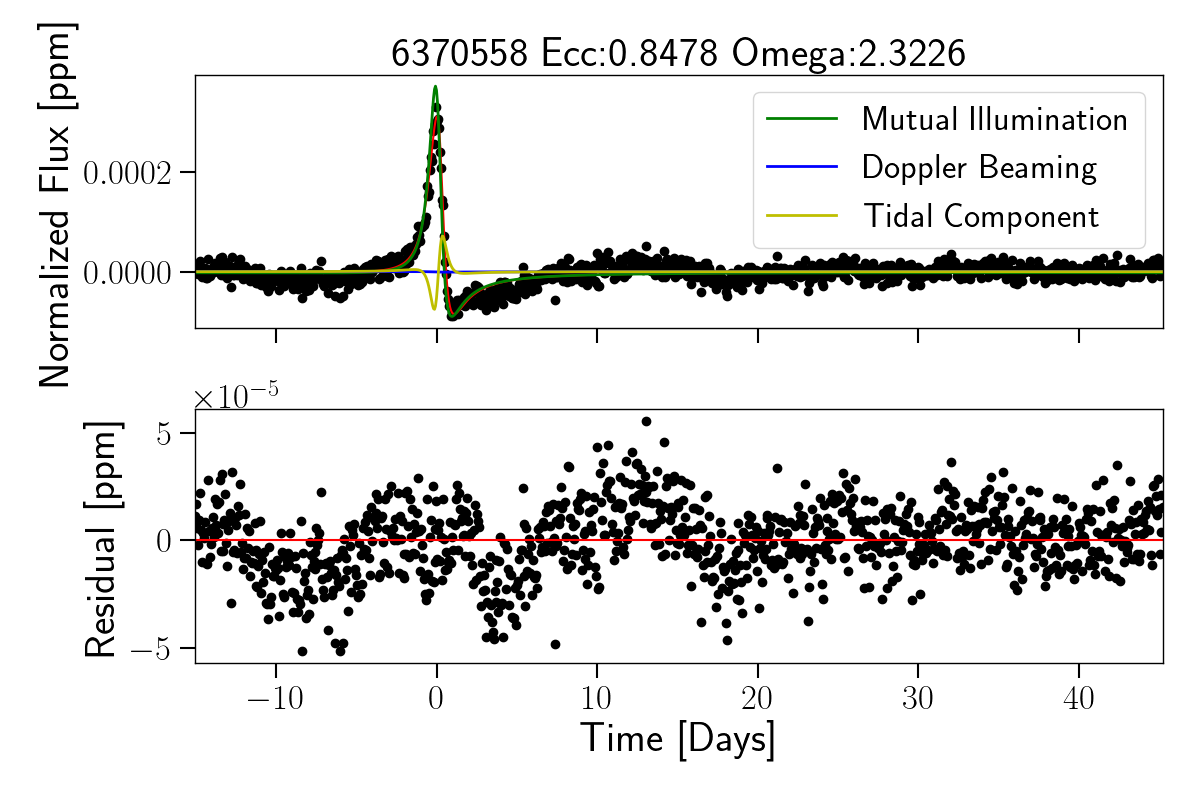 6370558 Ecc:0.8478 Omega:2.3226
Normalized Flux [ppm]
0.0002
0.0000
Mutual Illumination
Doppler Beaming
Tidal Component
×10⁻⁵
Residual [ppm]
5
0
−5
−10 0 10 20 30 40
Time [Days]